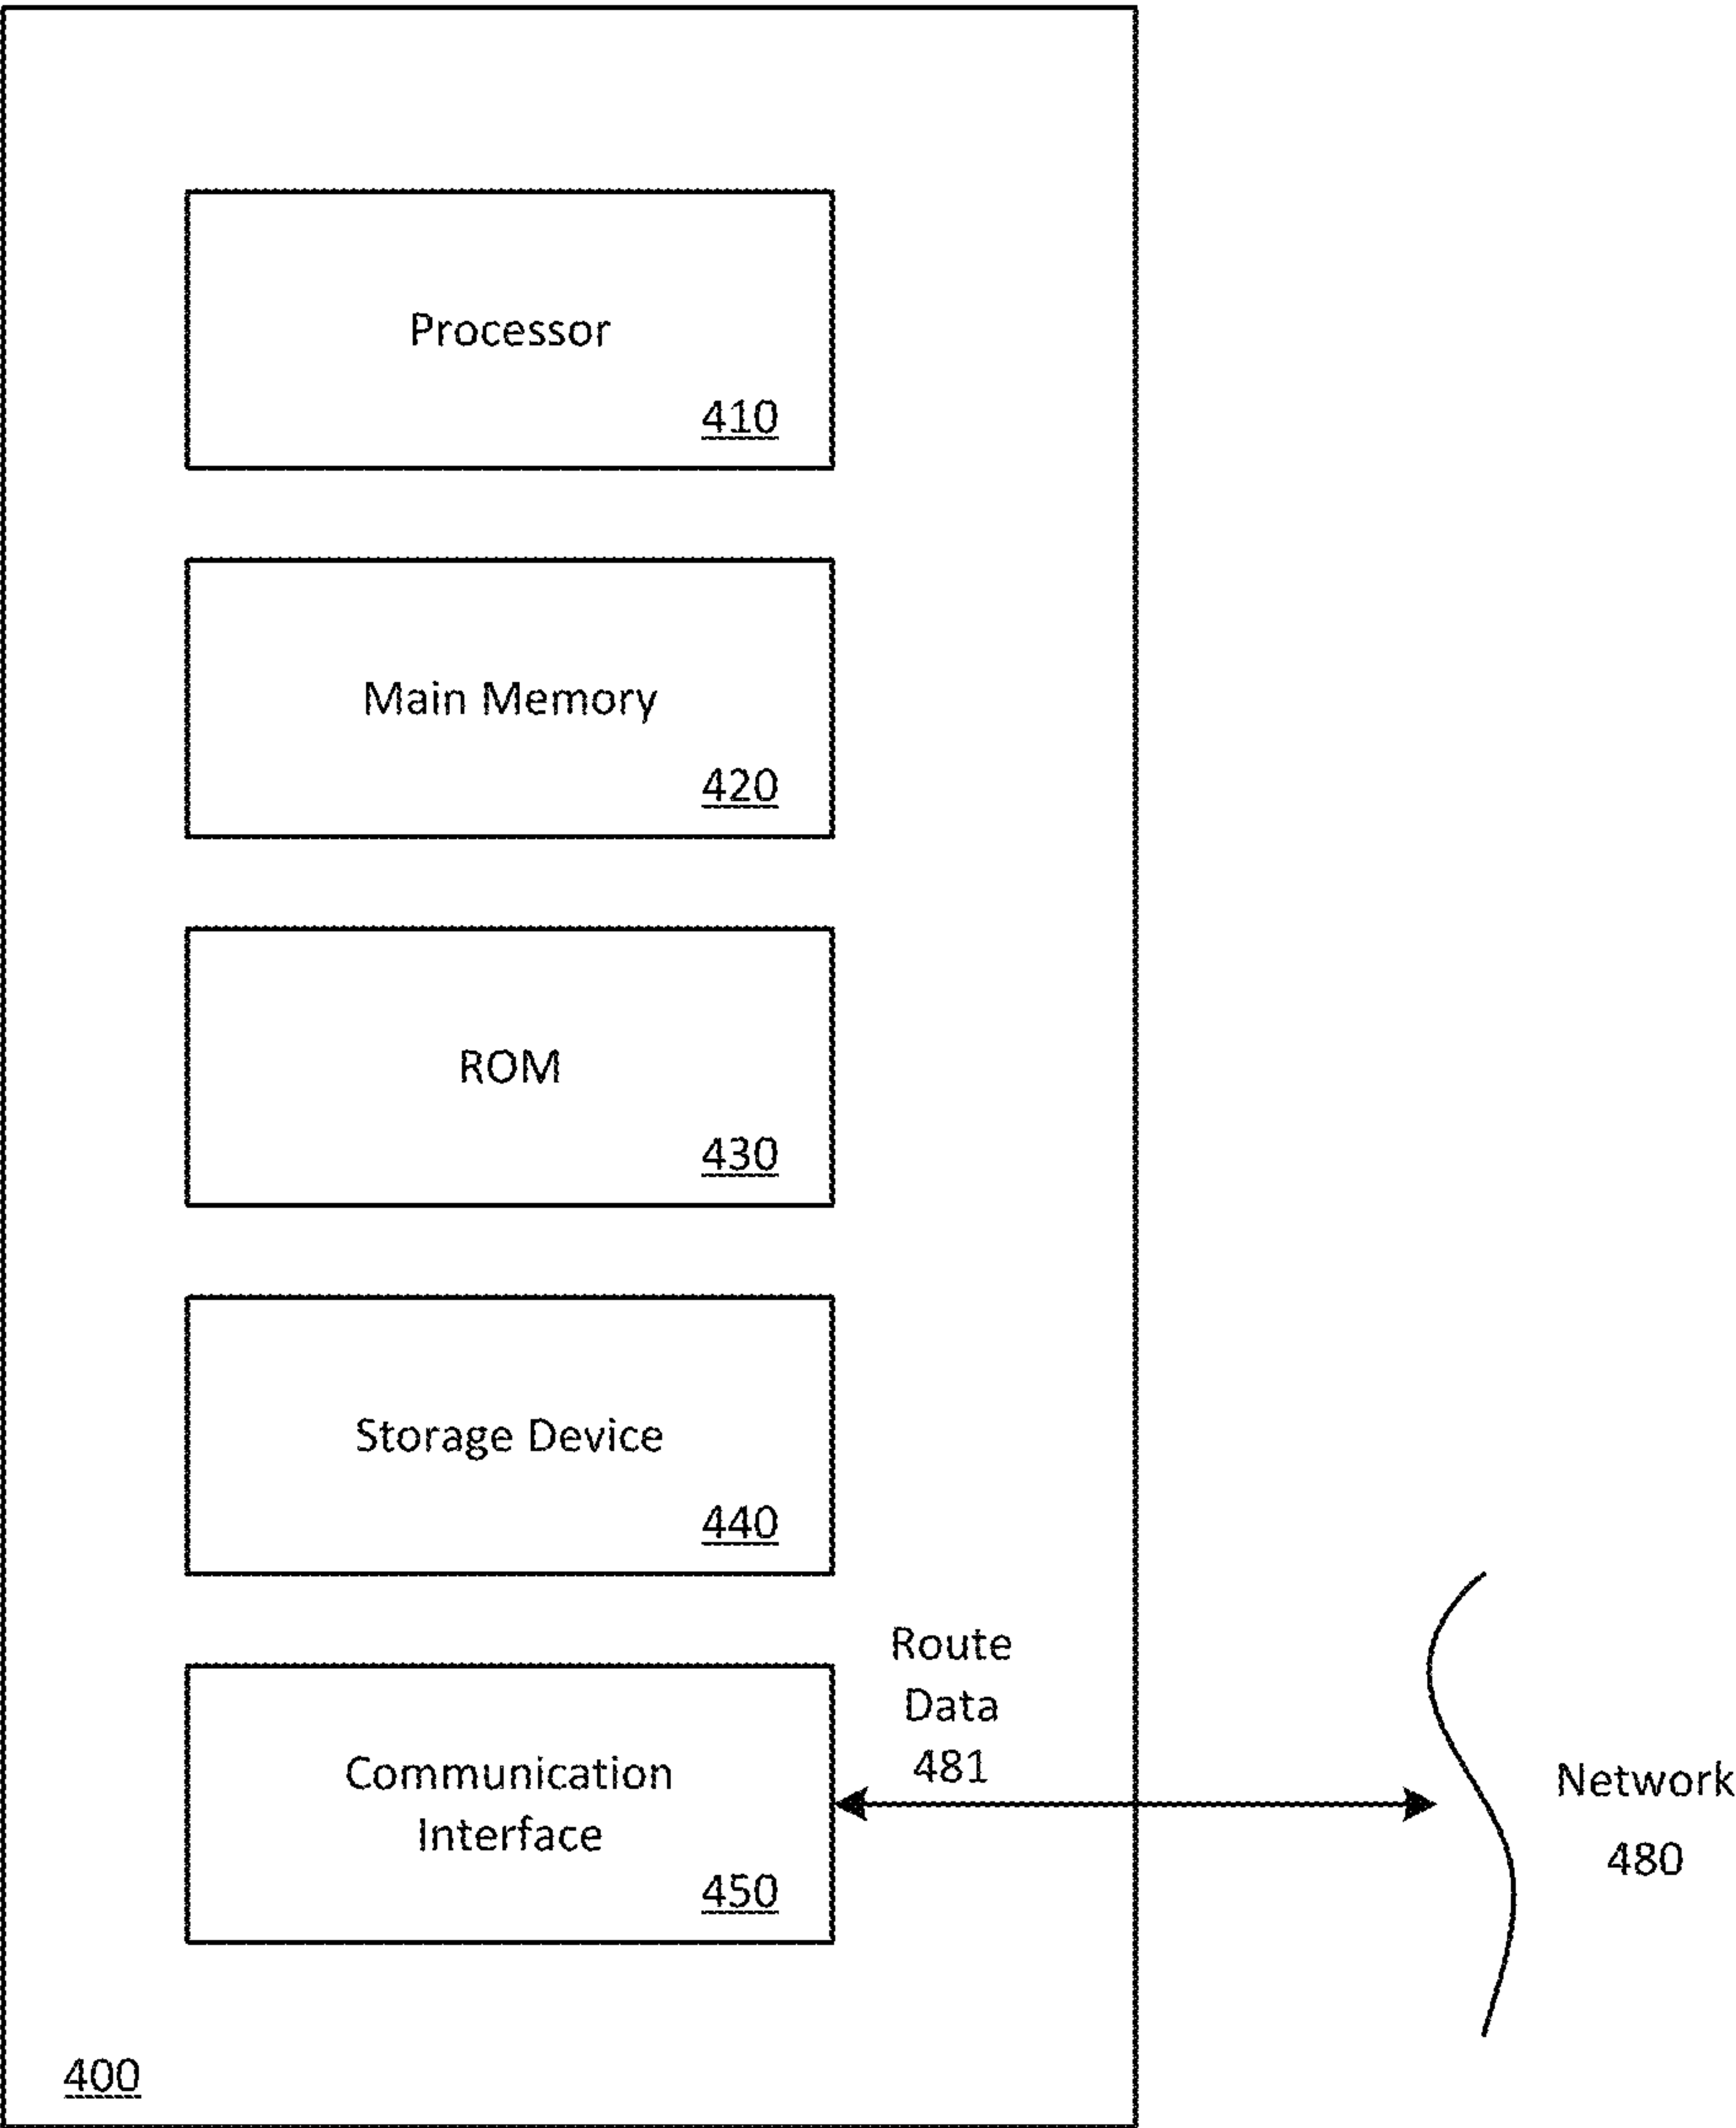 Processor
410
Main Memory
420
ROM
430
Storage Device
440
Route
Data
481
Communication
Interface
450
Network
480
400